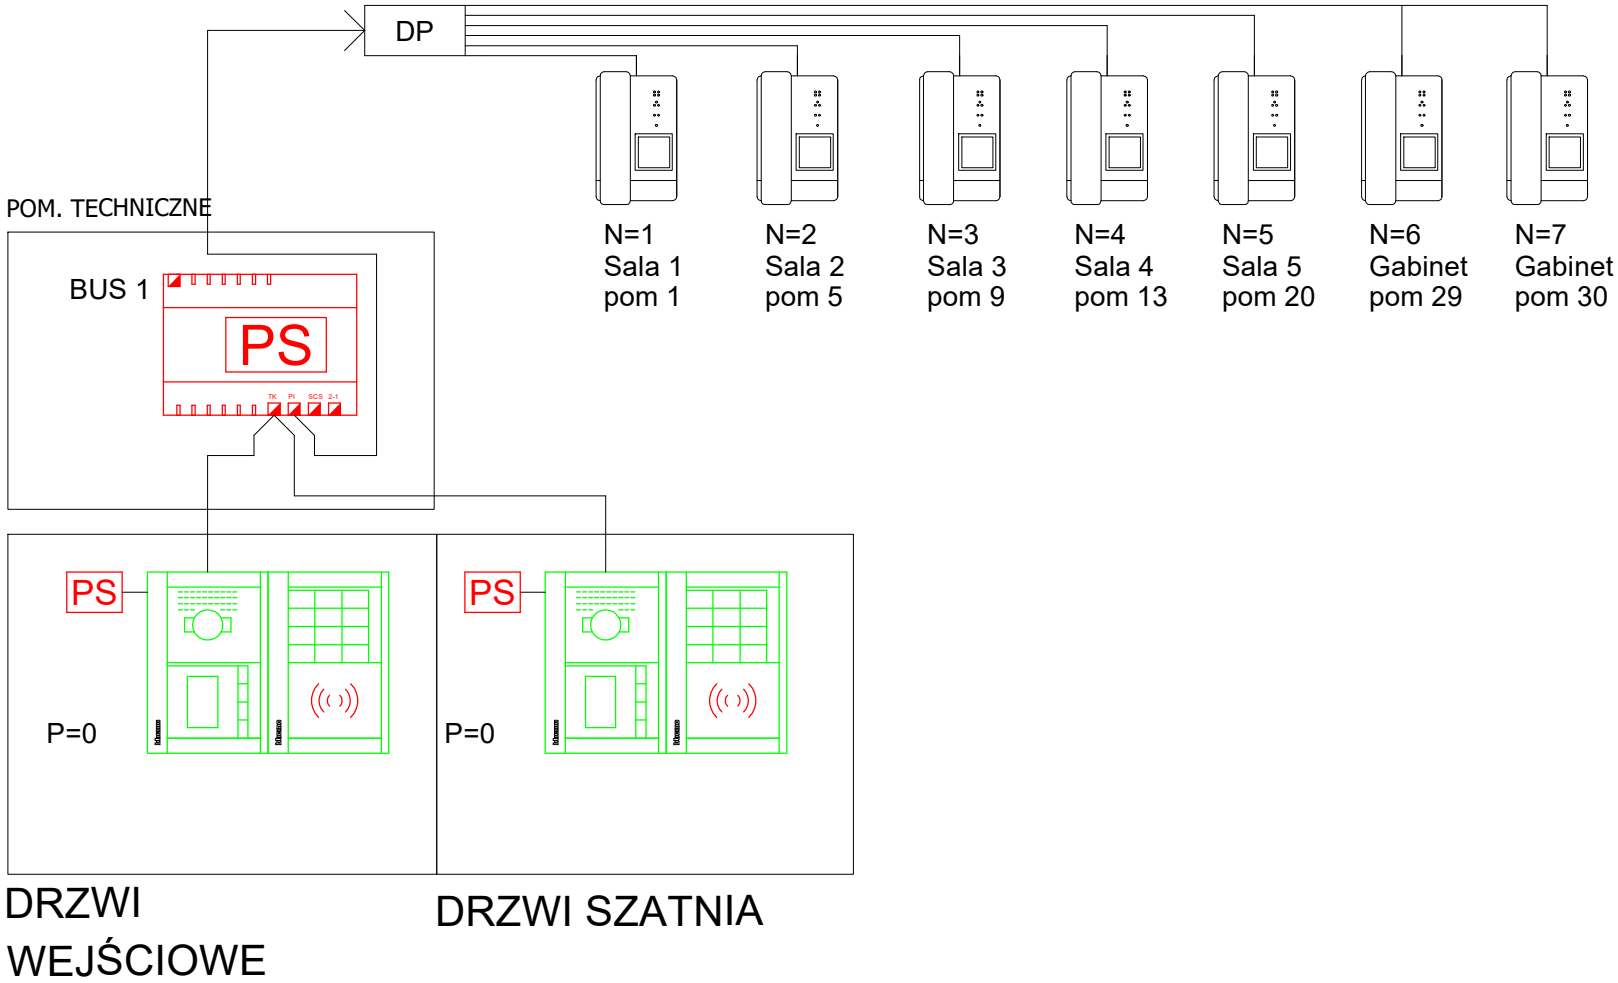 DP
N=1
Sala 1
pom 1
N=2
Sala 2
pom 5
N=3
Sala 3
pom 9
N=4
Sala 4
pom 13
N=5
Sala 5
pom 20
N=6
Gabinet
pom 29
N=7
Gabinet
pom 30
POM. TECHNICZNE
BUS 1
PS
TK PI SCS 2-1
PS
P=0
PS
P=0
DRZWI
WEJŚCIOWE
DRZWI SZATNIA